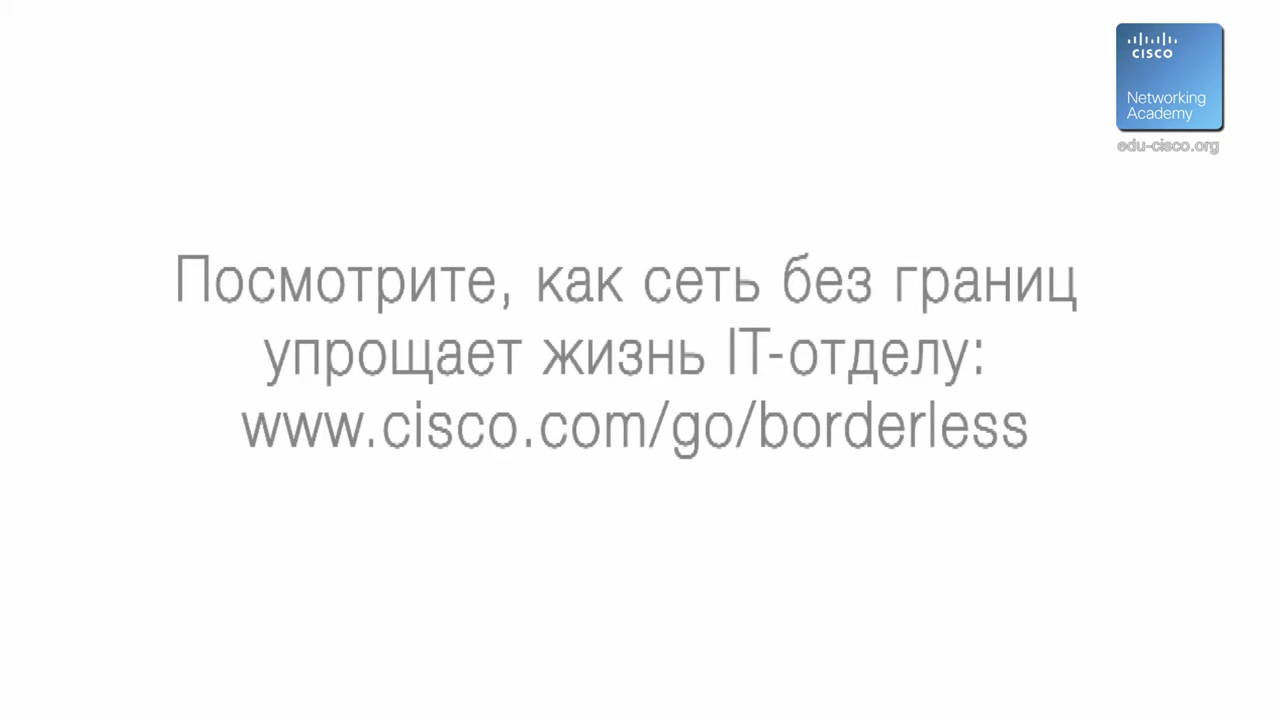 CISCO
Networking
Academy
edu-cisco.org
Посмотрите, как сеть без границ
упрощает жизнь IT-отделу:
www.cisco.com/go/borderless